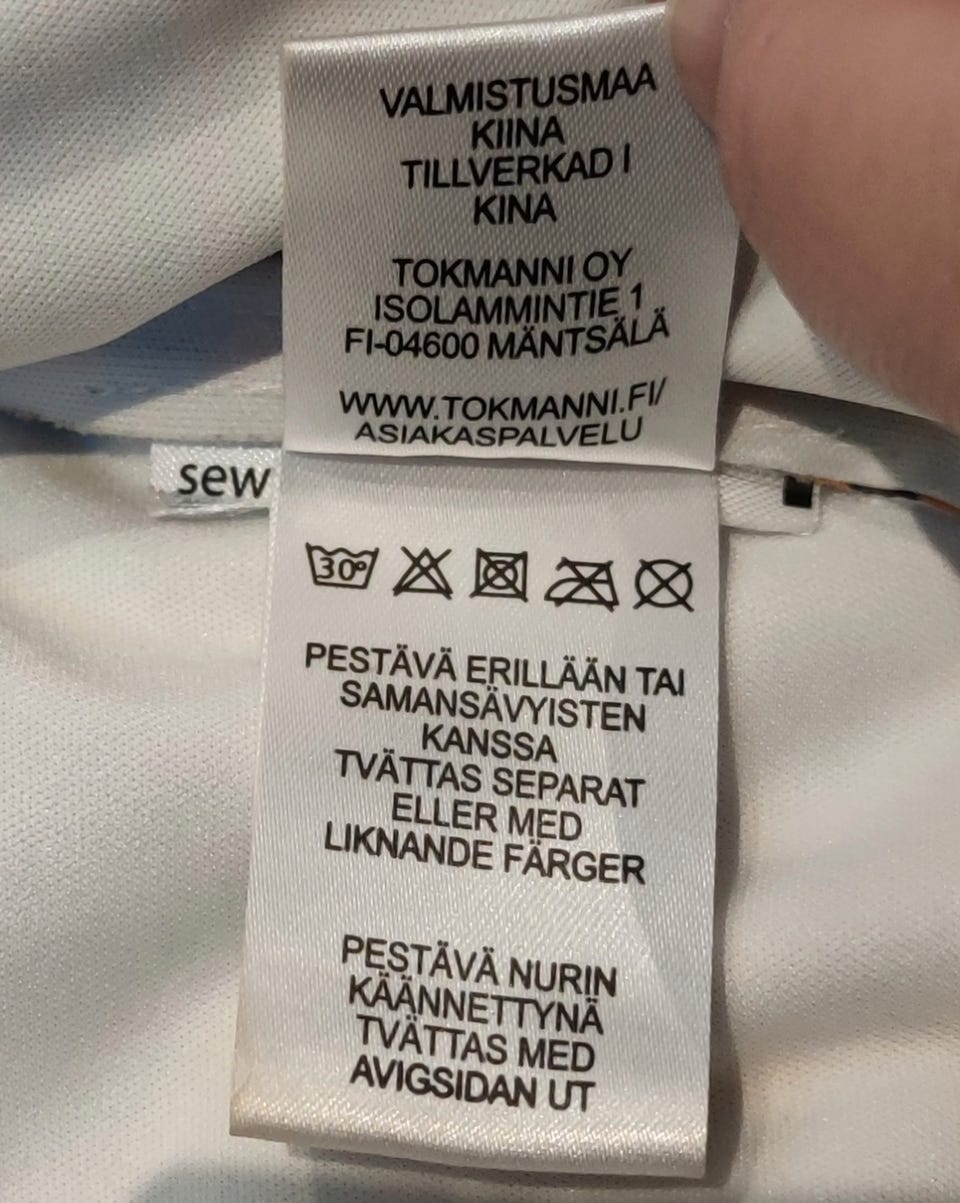 VALMISTUSMAA
KIINA
TILLVERKAD I
KINA
TOKMANNI OY
ISOLAMMINTIE 1
FI-04600 MÄNTSÄLÄ
WWW.TOKMANNI.FI/
ASIAKASPALVELU
sew
30°
PESTÄVÄ ERILLÄÄN TAI
SAMANSÄVYISTEN
KANSSA
TVÄTTAS SEPARAT
ELLER MED
LIKNANDE FÄRGER
PESTÄVÄ NURIN
KÄÄNNETTYNÄ
TVÄTTAS MED
AVIGSIDAN UT